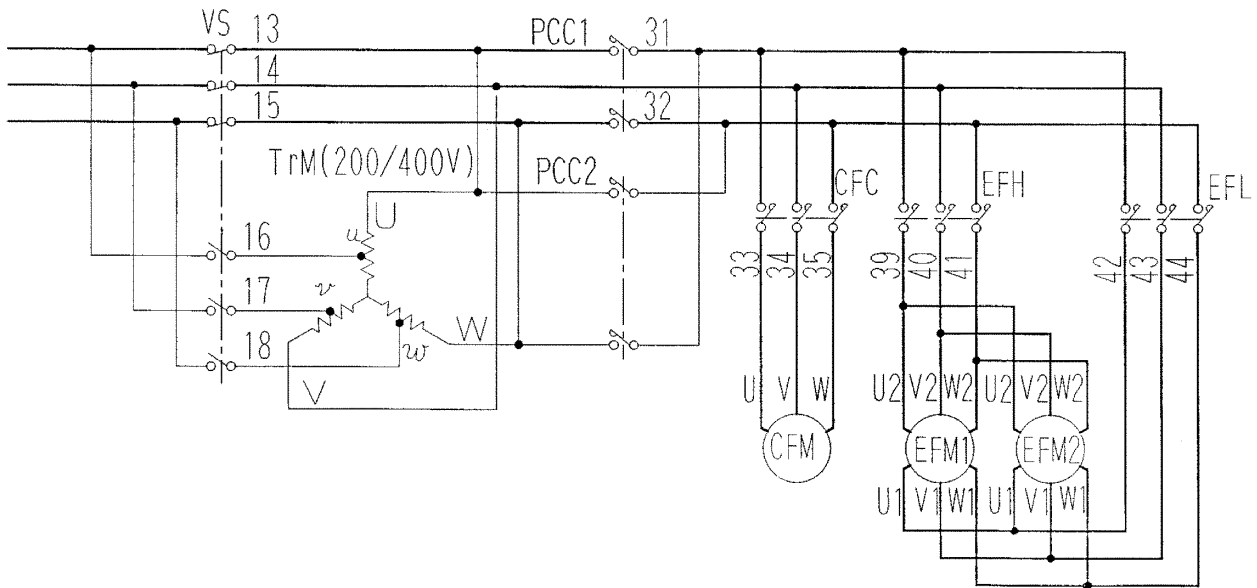 VS 13 PCC1 31
14
15 32
TrM(200/400V)
PCC2 CFC EFH EFL
U
u
16
v
17
W
18 w
V
33 34 35 39 40 41 42 43 44
U V W U2 V2 W2 U2 V2 W2
CFM EFM1 EFM2
U1 V1 W1 U1 V1 W1